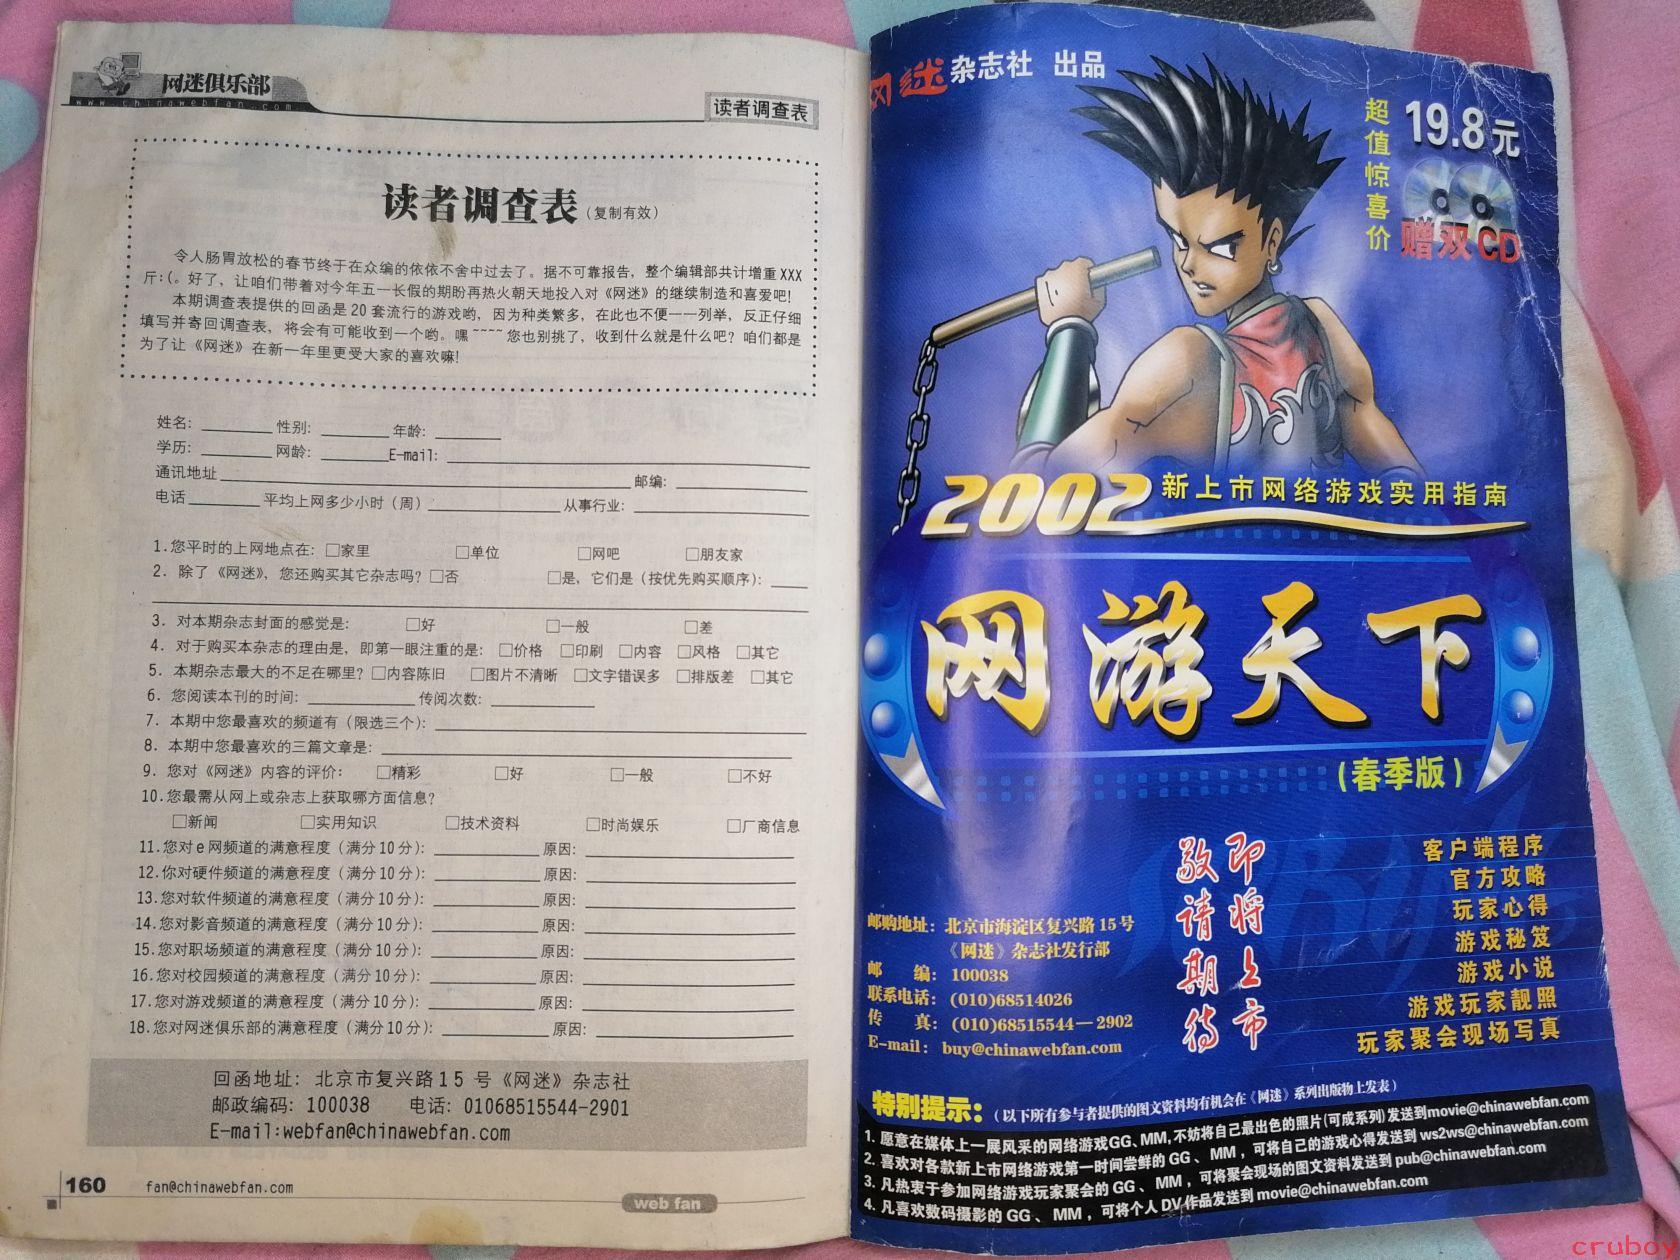 网迷俱乐部
www.chinawebfan.com
读者调查表
读者调查表(复制有效)
令人肠胃放松的春节终于在众编的依依不舍中过去了。据不可靠报告，整个编辑部共计增重XXX
斤:(。好了，让咱们带着对今年五一长假的期盼再热火朝天地投入对《网迷》的继续制造和喜爱吧!
本期调查表提供的回函是20套流行的游戏哟，因为种类繁多，在此也不便一一列举，反正仔细
填写并寄回调查表，将会有可能收到一个哟。嘿~~~~您也别挑了，收到什么就是什么吧？咱们都是
为了让《网迷》在新一年里更受大家的喜欢嘛!
姓名: 性别: 年龄:
学历: 网龄: E-mail:
通讯地址 邮编:
电话 平均上网多少小时(周) 从事行业:
1.您平时的上网地点在: □家里 □单位 □网吧 □朋友家
2. 除了《网迷》，您还购买其它杂志吗? □否 □是，它们是(按优先购买顺序):
3. 对本期杂志封面的感觉是: □好 □一般 □差
4. 对于购买本杂志的理由是，即第一眼注重的是: □价格 □印刷 □内容 □风格 □其它
5. 本期杂志最大的不足在哪里? □内容陈旧 □图片不清晰 □文字错误多 □排版差 □其它
6. 您阅读本刊的时间: 传阅次数:
7. 本期中您最喜欢的频道有(限选三个):
8. 本期中您最喜欢的三篇文章是:
9. 您对《网迷》内容的评价: □精彩 □好 □一般 □不好
10.您最需从网上或杂志上获取哪方面信息?
□新闻 □实用知识 □技术资料 □时尚娱乐 □厂商信息
11.您对e网频道的满意程度(满分10分): 原因:
12.你对硬件频道的满意程度(满分10分): 原因:
13.您对软件频道的满意程度(满分10分): 原因:
14.您对影音频道的满意程度(满分10分): 原因:
15.您对职场频道的满意程度(满分10分): 原因:
16.您对校园频道的满意程度(满分10分): 原因:
17.您对游戏频道的满意程度(满分10分): 原因:
18.您对网迷俱乐部的满意程度(满分10分): 原因:
回函地址: 北京市复兴路15号《网迷》杂志社
邮政编码: 100038 电话: 01068515544-2901
E-mail:webfan@chinawebfan.com
160 fan@chinawebfan.com
web fan
网迷杂志社 出品
超值惊喜价
19.8元
赠双CD
2002新上市网络游戏实用指南
网游天下
(春季版)
即将上市
敬请期待
客户端程序
官方攻略
玩家心得
游戏秘笈
游戏小说
游戏玩家靓照
玩家聚会现场写真
邮购地址: 北京市海淀区复兴路15号
《网迷》杂志社发行部
邮 编: 100038
联系电话: (010)68514026
传 真: (010)68515544—2902
E-mail: buy@chinawebfan.com
特别提示: (以下所有参与者提供的图文资料均有机会在《网迷》系列出版物上发表)
1. 愿意在媒体上一展风采的网络游戏GG、MM,不妨将自己最出色的照片(可成系列)发送到movie@chinawebfan.com
2. 喜欢对各款新上市网络游戏第一时间尝鲜的GG、MM，可将自己的游戏心得发送到ws2ws@chinawebfan.com
3. 凡热衷于参加网络游戏玩家聚会的GG、MM，可将聚会现场的图文资料发送到pub@chinawebfan.com
4. 凡喜欢数码摄影的GG、MM，可将个人DV作品发送到movie@chinawebfan.com
cruboy